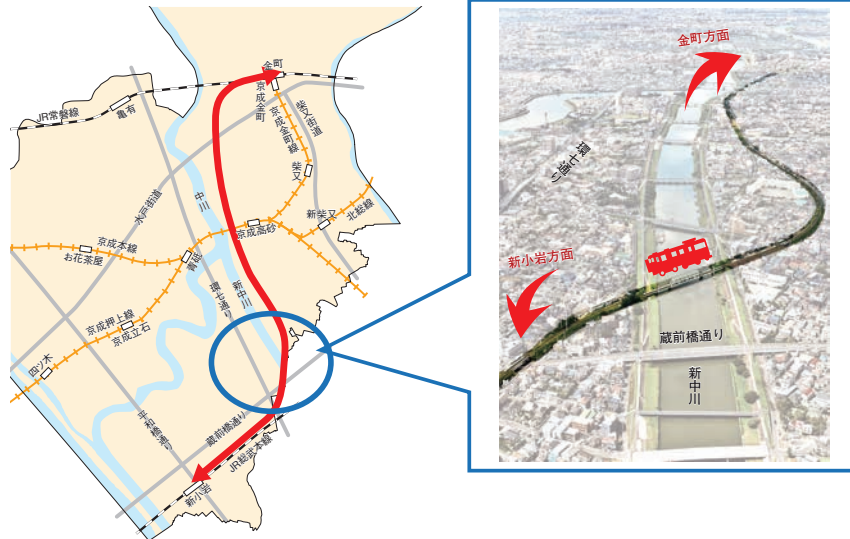 金町
京成金町
JR常磐線
亀有
京成金町線
柴又街道
柴又
水戸街道
中川
新柴又
北総線
京成高砂
京成本線
お花茶屋
青砥
環七通り
新中川
京成押上線
京成立石
四ツ木
平和橋通り
蔵前橋通り
JR総武本線
新小岩
金町方面
環七通り
新小岩方面
蔵前橋通り
新中川